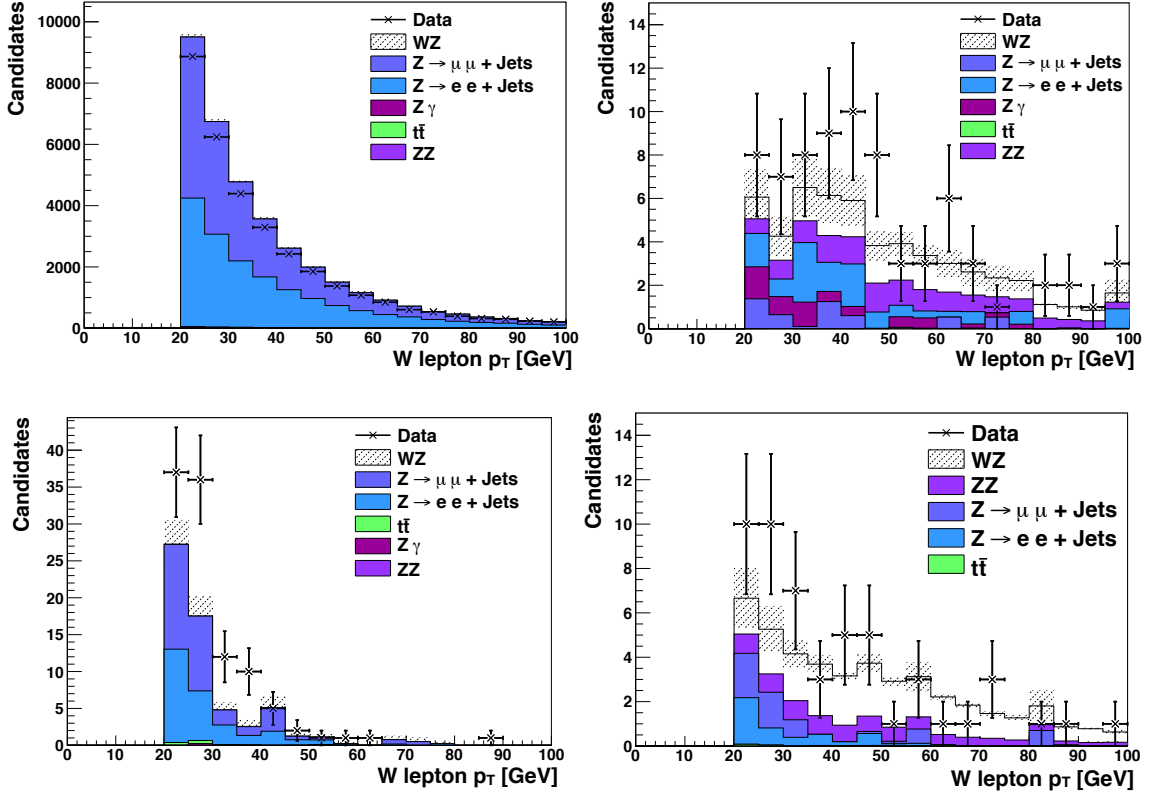 Candidates
10000
8000
6000
4000
2000
0
0 10 20 30 40 50 60 70 80 90 100
W lepton pT [GeV]
Data
WZ
Z → μ μ + Jets
Z → e e + Jets
Z γ
tt̄
ZZ
Candidates
14
12
10
8
6
4
2
0
0 10 20 30 40 50 60 70 80 90 100
W lepton pT [GeV]
Data
WZ
Z → μ μ + Jets
Z → e e + Jets
Z γ
tt̄
ZZ
Candidates
40
35
30
25
20
15
10
5
0
0 10 20 30 40 50 60 70 80 90 100
W lepton pT [GeV]
Data
WZ
Z → μ μ + Jets
Z → e e + Jets
tt̄
Z γ
ZZ
Candidates
14
12
10
8
6
4
2
0
0 10 20 30 40 50 60 70 80 90 100
W lepton pT [GeV]
Data
WZ
ZZ
Z → μ μ + Jets
Z → e e + Jets
tt̄